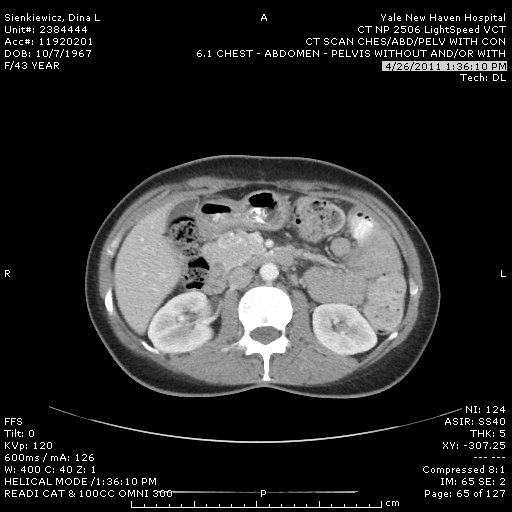 Sienkiewicz, Dina L
Unit#: 2384444
Acc#: 11920201
DOB: 10/7/1967
F/43 YEAR
A
Yale New Haven Hospital
CT NP 2506 LightSpeed VCT
CT SCAN CHES/ABD/PELV WITH CON
6.1 CHEST - ABDOMEN - PELVIS WITHOUT AND/OR WITH
4/26/2011 1:36:10 PM
Tech: DL
R
L
FFS
Tilt: 0
KVp: 120
600ms / mA: 126
W: 400 C: 40 Z: 1
HELICAL MODE /1:36:10 PM
READI CAT & 100CC OMNI 300
P
cm
NI: 124
ASIR: SS40
THK: 5
XY: -307.25
--- ---
Compressed 8:1
IM: 65 SE: 2
Page: 65 of 127